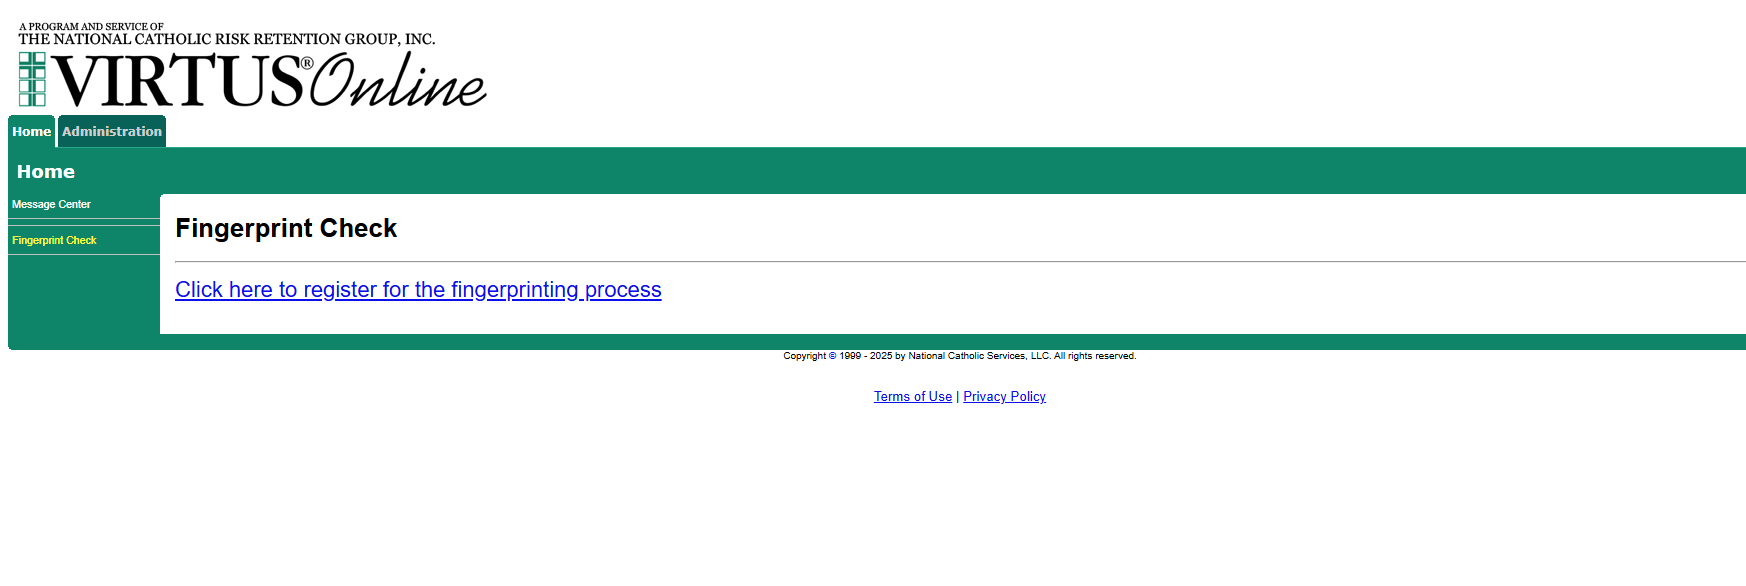 A PROGRAM AND SERVICE OF
THE NATIONAL CATHOLIC RISK RETENTION GROUP, INC.
VIRTUS® Online
Home Administration
Home
Message Center
Fingerprint Check
Fingerprint Check
Click here to register for the fingerprinting process
Copyright © 1999 - 2025 by National Catholic Services, LLC. All rights reserved.
Terms of Use | Privacy Policy